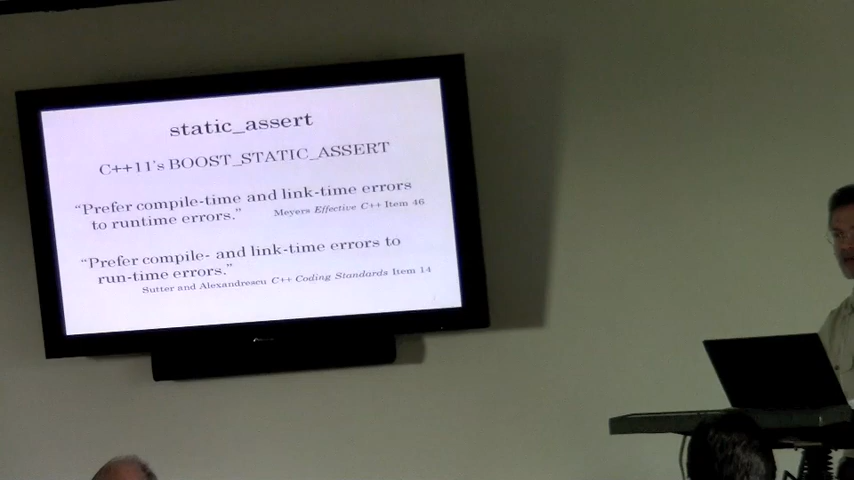 static_assert
C++11's BOOST_STATIC_ASSERT
“Prefer compile-time and link-time errors
to runtime errors.” Meyers Effective C++ Item 46
“Prefer compile- and link-time errors to
run-time errors.”
Sutter and Alexandrescu C++ Coding Standards Item 14